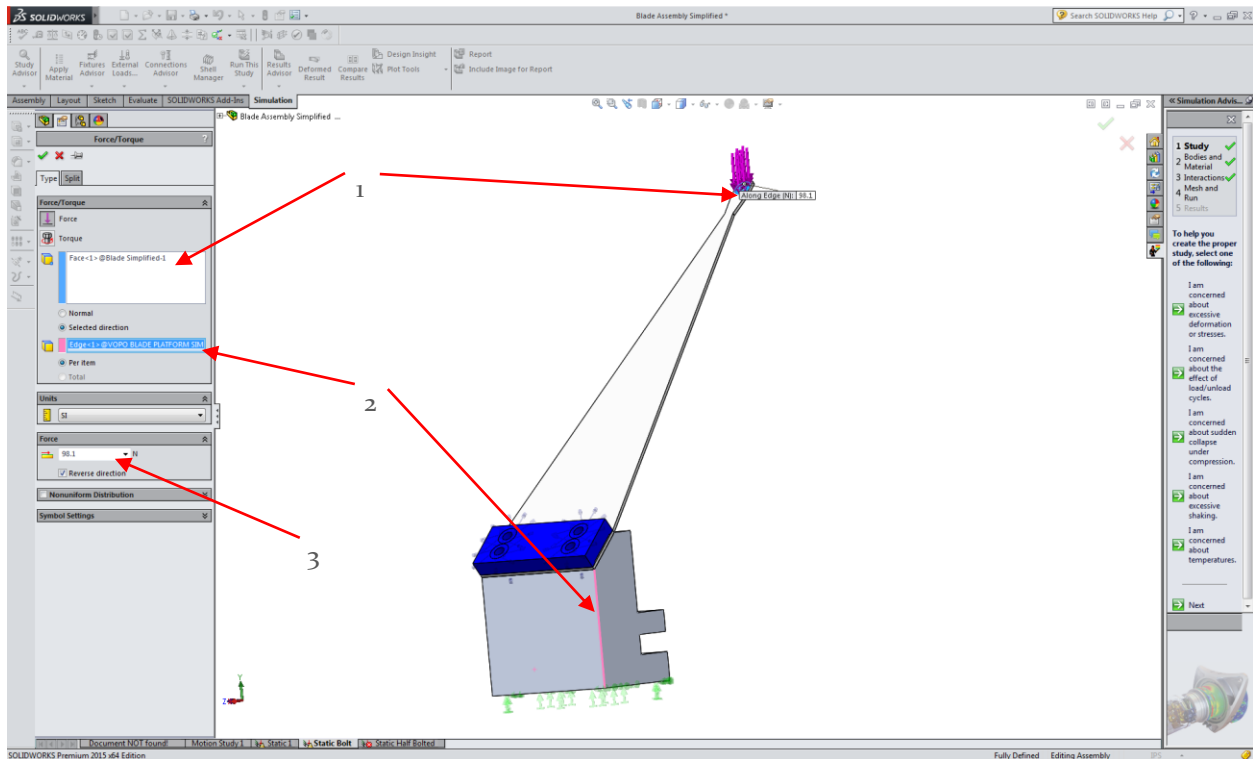 SOLIDWORKS
Blade Assembly Simplified *
Search SOLIDWORKS Help
Study Advisor
Apply Material
Fixtures Advisor
External Loads...
Connections Advisor
Shell Manager
Run This Study
Results Advisor
Deformed Result
Compare Results
Design Insight
Plot Tools
Report
Include Image for Report
Assembly Layout Sketch Evaluate SOLIDWORKS Add-Ins Simulation
Blade Assembly Simplified ...
Force/Torque ?
Type Split
Force/Torque
Force
Torque
Face<1>@Blade Simplified-1
Normal
Selected direction
Edge<1>@VOPO BLADE PLATFORM SIM
Per item
Total
Units
SI
Force
98.1 N
Reverse direction
Nonuniform Distribution
Symbol Settings
1
2
3
Along Edge (N): 98.1
Y
Z
« Simulation Advis...
1 Study
2 Bodies and
Material
3 Interactions
4 Mesh and
Run
5 Results
To help you
create the proper
study, select one
of the following:
I am
concerned
about
excessive
deformation
or stresses.
I am
concerned
about the
effect of
load/unload
cycles.
I am
concerned
about sudden
collapse
under
compression.
I am
concerned
about
excessive
shaking.
I am
concerned
about
temperatures.
Next
Document NOT found! Motion Study 1 Static 1 Static Bolt Static Half Bolted
SOLIDWORKS Premium 2015 x64 Edition
Fully Defined Editing Assembly IPS